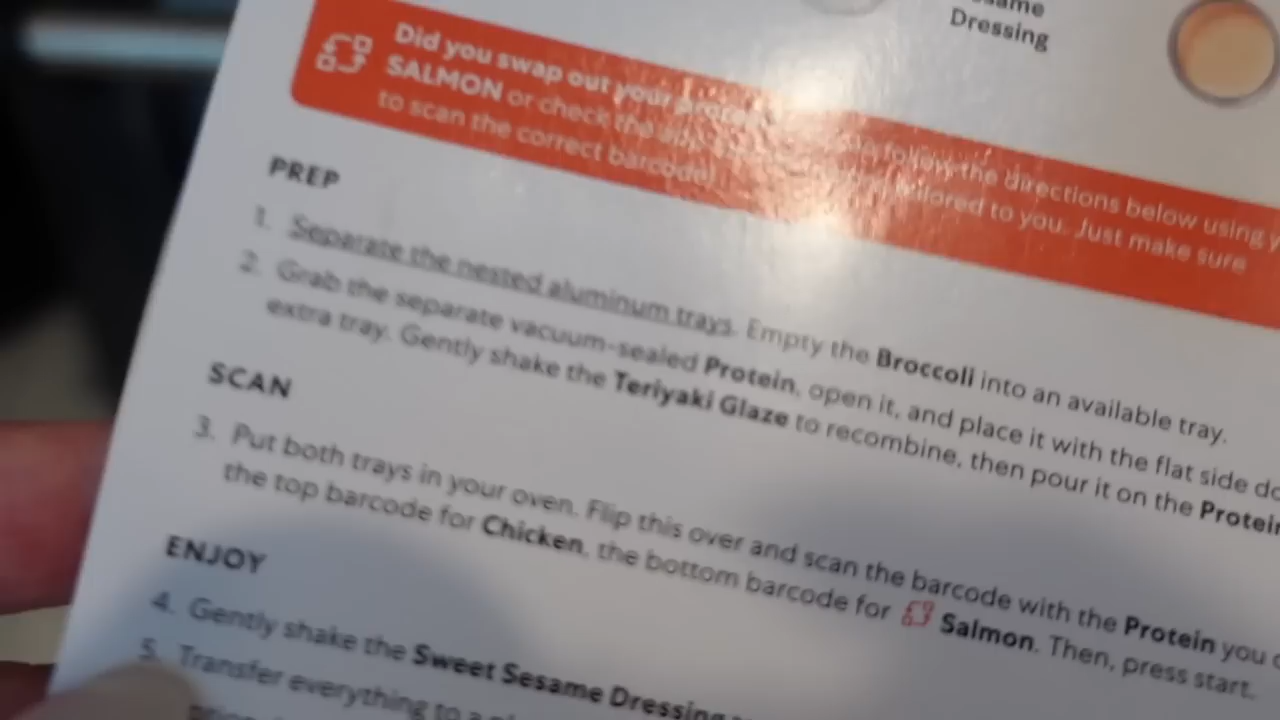 Sesame
Dressing
Did you swap out your protein
SALMON or check the app
follow the directions below using
tailored to you. Just make sure
to scan the correct barcode!
PREP
1. Separate the nested aluminum trays. Empty the Broccoli into an available tray.
2. Grab the separate vacuum-sealed Protein, open it, and place it with the flat side
extra tray. Gently shake the Teriyaki Glaze to recombine, then pour it on the Protein
SCAN
3. Put both trays in your oven. Flip this over and scan the barcode with the Protein you
the top barcode for Chicken, the bottom barcode for Salmon. Then, press start.
ENJOY
4. Gently shake the Sweet Sesame Dressing
5. Transfer everything to a